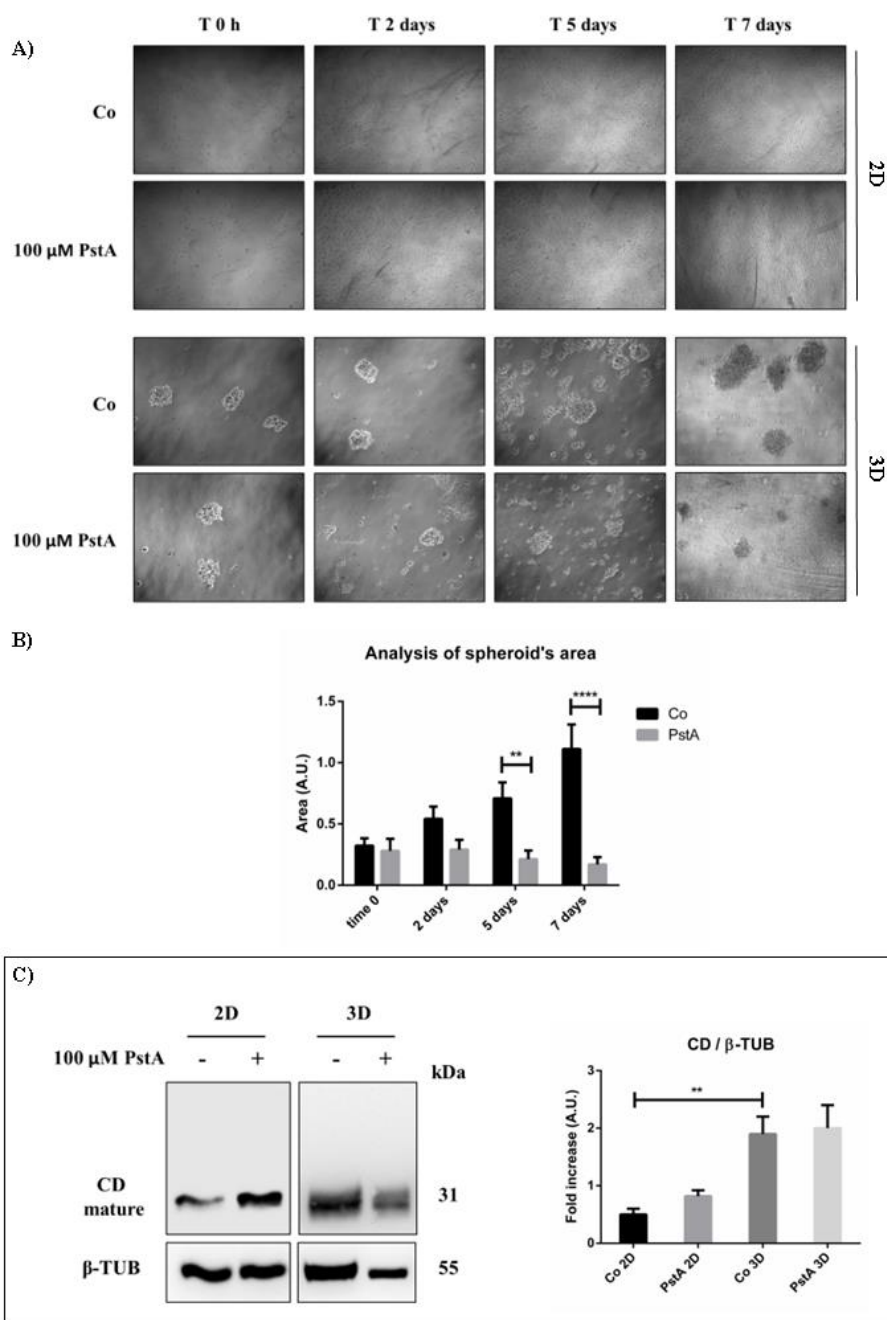 T 0 h T 2 days T 5 days T 7 days
A)
Co
100 µM PstA
2D
Co
100 µM PstA
3D
B)
Analysis of spheroid's area
Area (A.U.)
1.5
1.0
0.5
0.0
**
****
Co
PstA
time 0 2 days 5 days 7 days
C)
2D 3D
100 µM PstA - + - + kDa
CD
mature
31
β-TUB 55
CD / β-TUB
Fold increase (A.U.)
3
2
1
0
**
Co 2D PstA 2D Co 3D PstA 3D